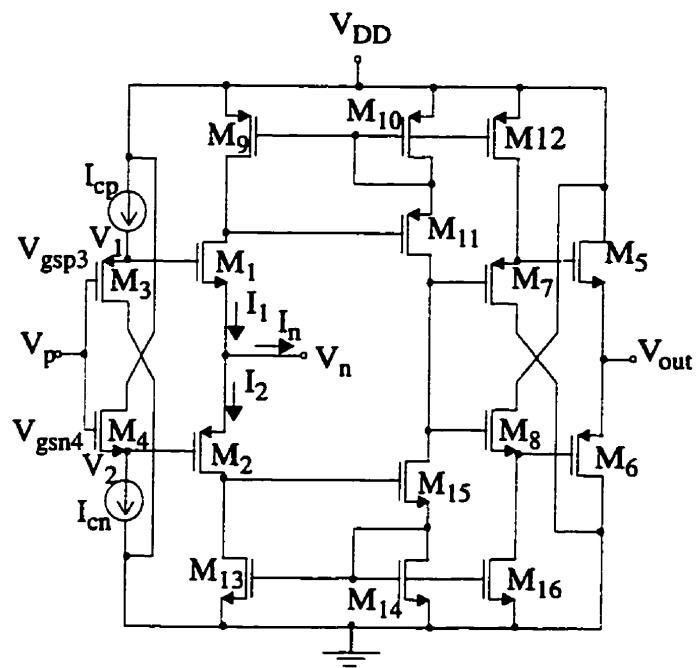 V_DD
M_9
M_10
M_12
I_cp
V_1
M_11
V_gsp3
M_3
M_1
M_7
M_5
I_1
I_n
V_p
V_n
V_out
I_2
V_gsn4
M_4
M_2
M_8
M_6
V_2
M_15
I_cn
M_13
M_14
M_16